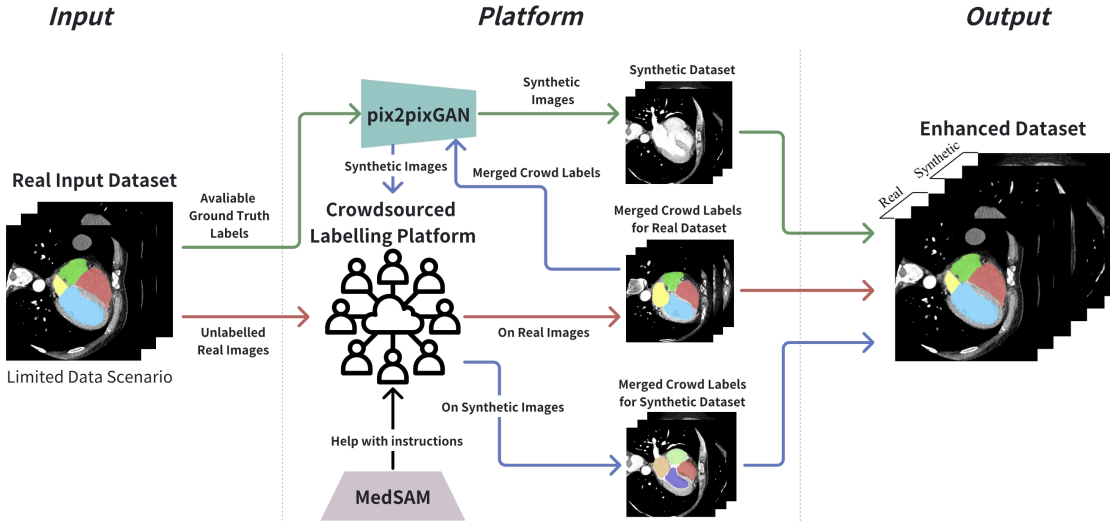 Input
Platform
Output
Real Input Dataset
Limited Data Scenario
Avaliable
Ground Truth
Labels
Unlabelled
Real Images
pix2pixGAN
Synthetic
Images
Synthetic Images
Merged Crowd Labels
Crowdsourced
Labelling Platform
On Real Images
On Synthetic Images
Help with instructions
MedSAM
Synthetic Dataset
Merged Crowd Labels
for Real Dataset
Merged Crowd Labels
for Synthetic Dataset
Enhanced Dataset
Real
Synthetic